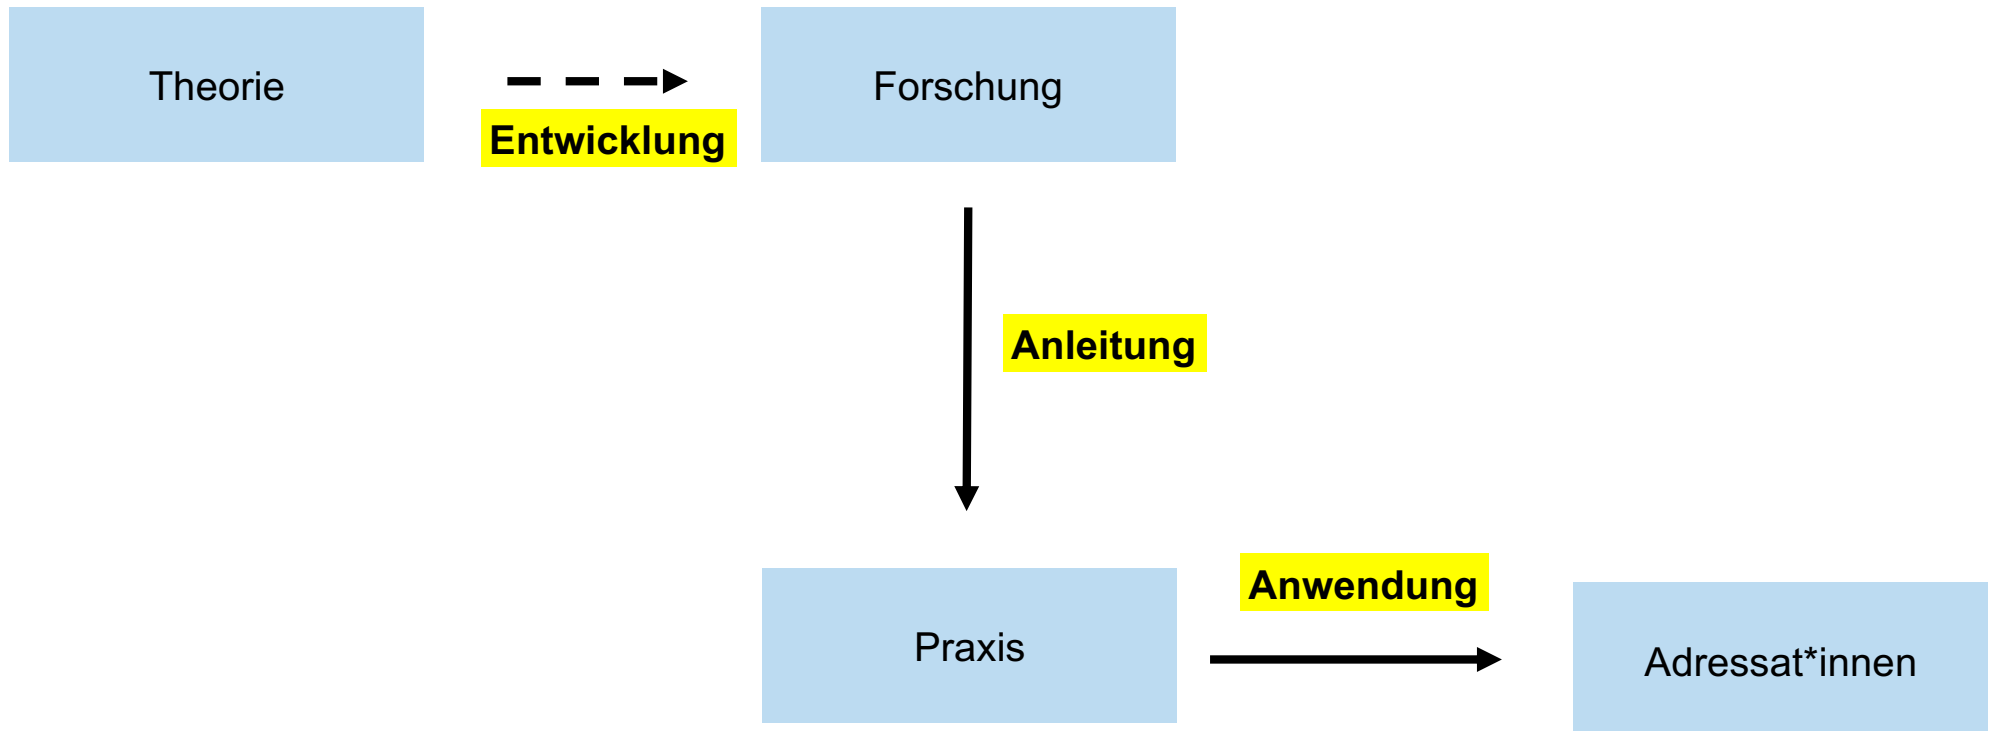 Theorie
Entwicklung
Forschung
Anleitung
Praxis
Anwendung
Adressat*innen